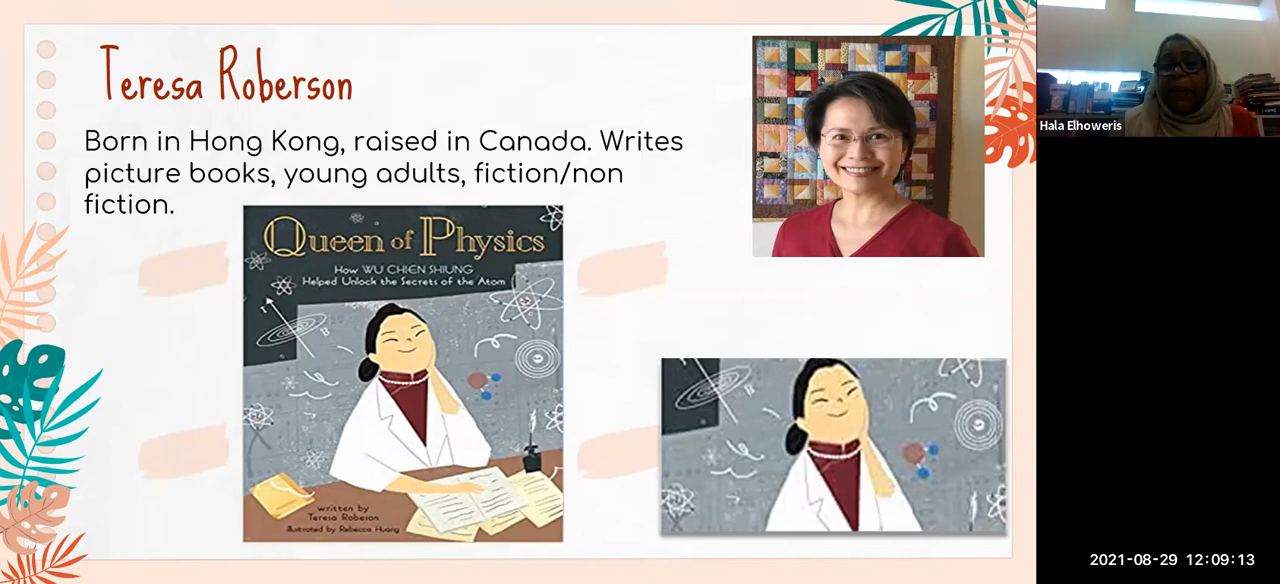 Teresa Roberson
Born in Hong Kong, raised in Canada. Writes
picture books, young adults, fiction/non
fiction.
Queen of Physics
How WU CHIEN SHIUNG
Helped Unlock the Secrets of the Atom
written by
Teresa Robeson
illustrated by Rebecca Huang
Hala Elhoweris
2021-08-29 12:09:13